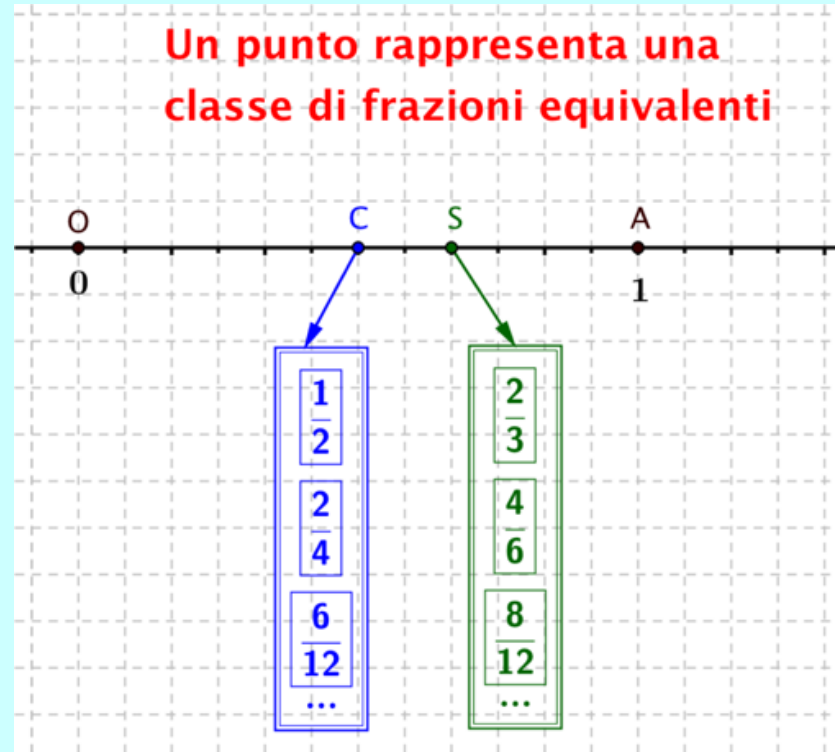 Un punto rappresenta una
classe di frazioni equivalenti
O C S A
0 1
1/2 2/3
2/4 4/6
6/12 8/12
... ...